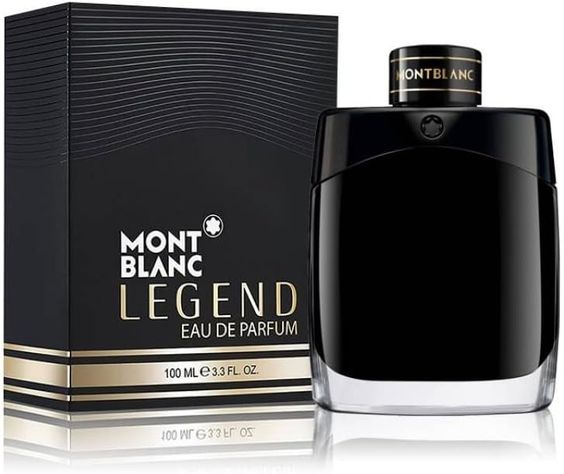 MONTBLANC
MONT
BLANC
LEGEND
EAU DE PARFUM
100 ML ℮ 3.3 FL. OZ.